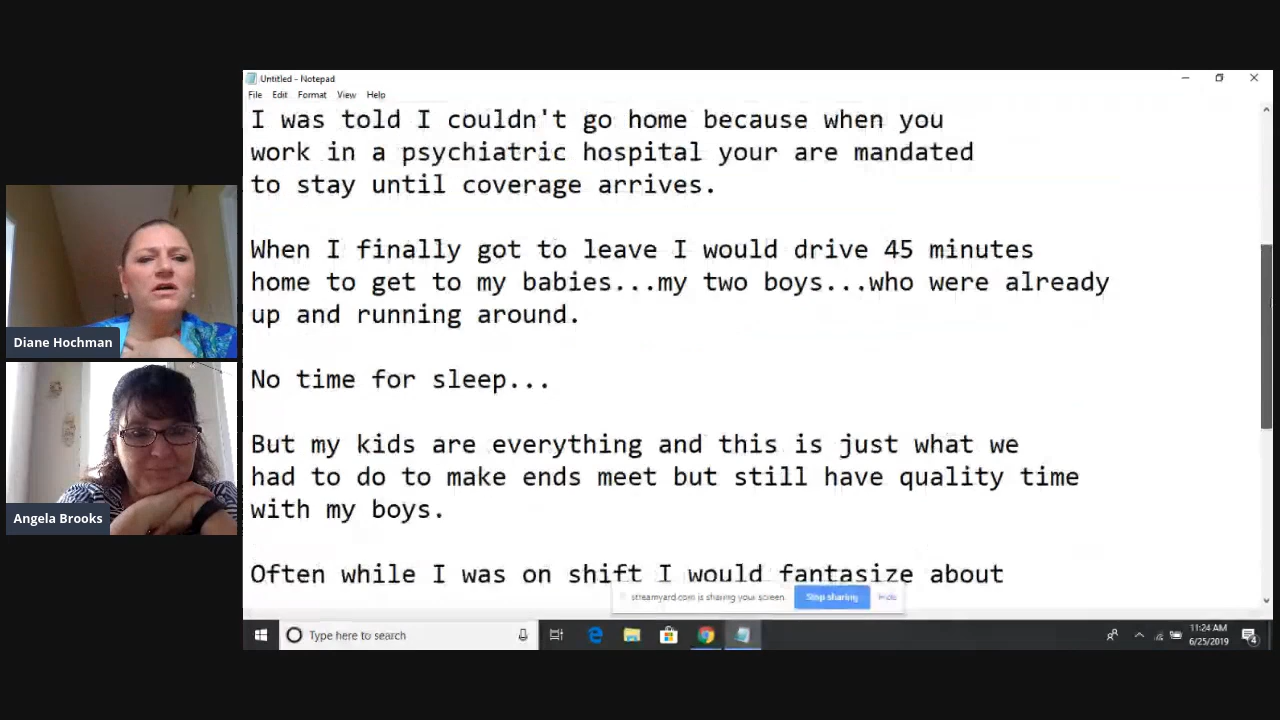 Untitled - Notepad
File Edit Format View Help
I was told I couldn't go home because when you
work in a psychiatric hospital your are mandated
to stay until coverage arrives.
When I finally got to leave I would drive 45 minutes
home to get to my babies...my two boys...who were already
up and running around.
No time for sleep...
But my kids are everything and this is just what we
had to do to make ends meet but still have quality time
with my boys.
Often while I was on shift I would fantasize about
streamyard.com is sharing your screen.
Stop sharing
Hide
Type here to search
11:24 AM
6/25/2019
4
Diane Hochman
Angela Brooks